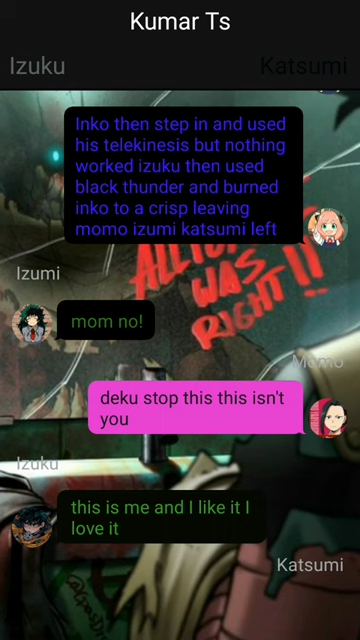 Kumar Ts
Izuku
Katsumi
Inko then step in and used
his telekinesis but nothing
worked izuku then used
black thunder and burned
inko to a crisp leaving
momo izumi katsumi left
ALL
WAS
RIGHT!!
Izumi
mom no!
Momo
deku stop this this isn't
you
Izuku
this is me and I like it I
love it
Katsumi